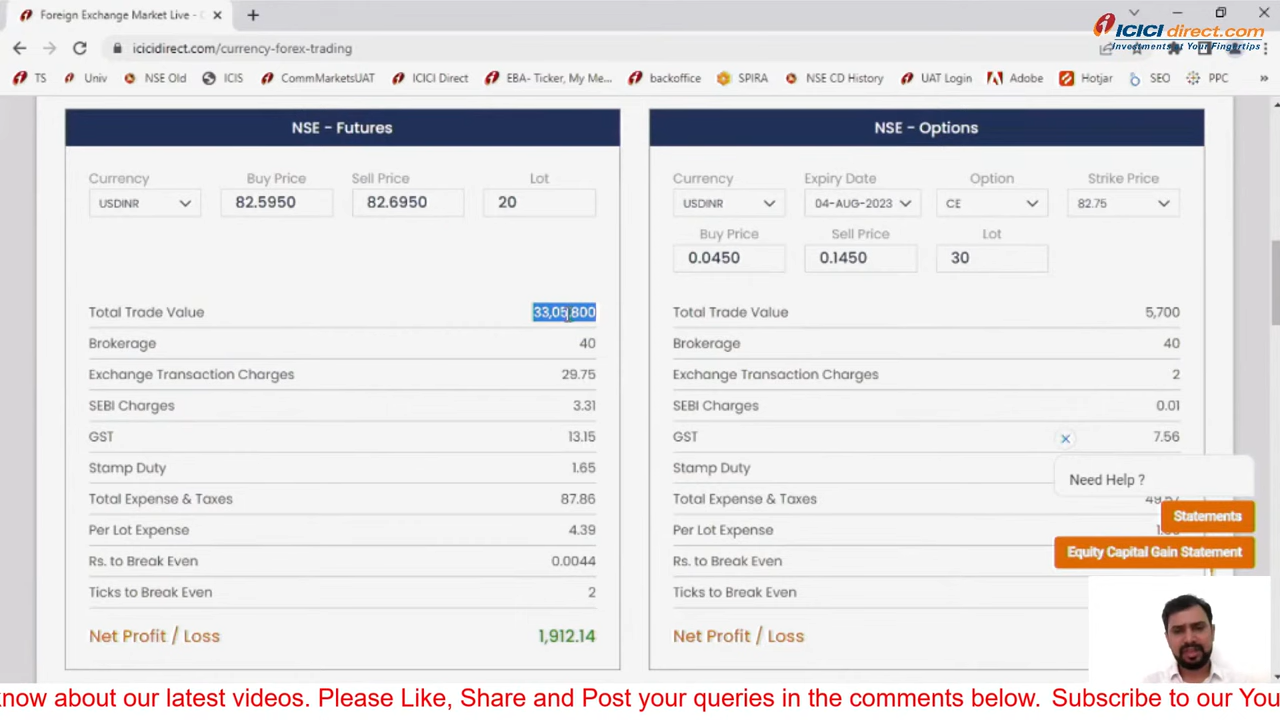 Foreign Exchange Market Live - C
icicidirect.com/currency-forex-trading
ICICI direct.com
Investments at Your Fingertips
TS Univ NSE Old ICIS CommMarketsUAT ICICI Direct EBA- Ticker, My Me... backoffice SPIRA NSE CD History UAT Login Adobe Hotjar SEO PPC »
NSE - Futures
Currency Buy Price Sell Price Lot
USDINR 82.5950 82.6950 20
Total Trade Value 33,05,800
Brokerage 40
Exchange Transaction Charges 29.75
SEBI Charges 3.31
GST 13.15
Stamp Duty 1.65
Total Expense & Taxes 87.86
Per Lot Expense 4.39
Rs. to Break Even 0.0044
Ticks to Break Even 2
Net Profit / Loss 1,912.14
NSE - Options
Currency Expiry Date Option Strike Price
USDINR 04-AUG-2023 CE 82.75
Buy Price Sell Price Lot
0.0450 0.1450 30
Total Trade Value 5,700
Brokerage 40
Exchange Transaction Charges 2
SEBI Charges 0.01
GST 7.56
Stamp Duty
Total Expense & Taxes
Per Lot Expense
Rs. to Break Even
Ticks to Break Even
Net Profit / Loss
Need Help ?
Statements
Equity Capital Gain Statement
know about our latest videos. Please Like, Share and Post your queries in the comments below. Subscribe to our You